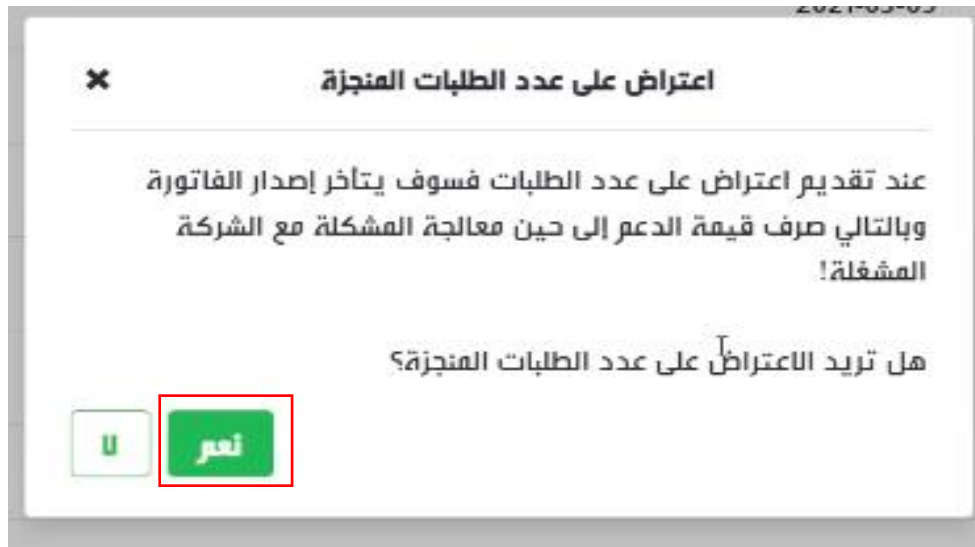 اعتراض على عدد الطلبات المنجزة
عند تقديم اعتراض على عدد الطلبات فسوف يتأخر إصدار الفاتورة
وبالتالي صرف قيمة الدعم إلى حين معالجة المشكلة مع الشركة
المشغلة!
هل تريد الاعتراض على عدد الطلبات المنجزة؟
نعم
لا